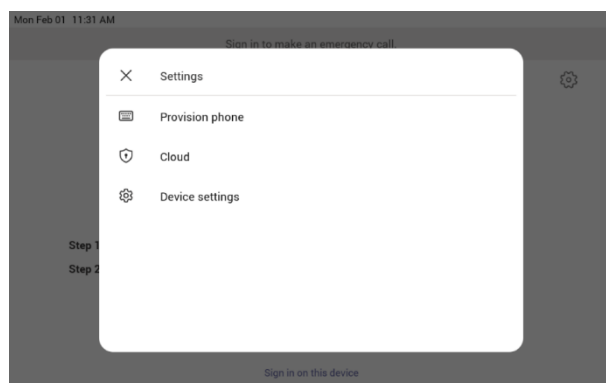 Mon Feb 01 11:31 AM
Sign in to make an emergency call.
Settings
Provision phone
Cloud
Device settings
Step 1
Step 2
Sign in on this device